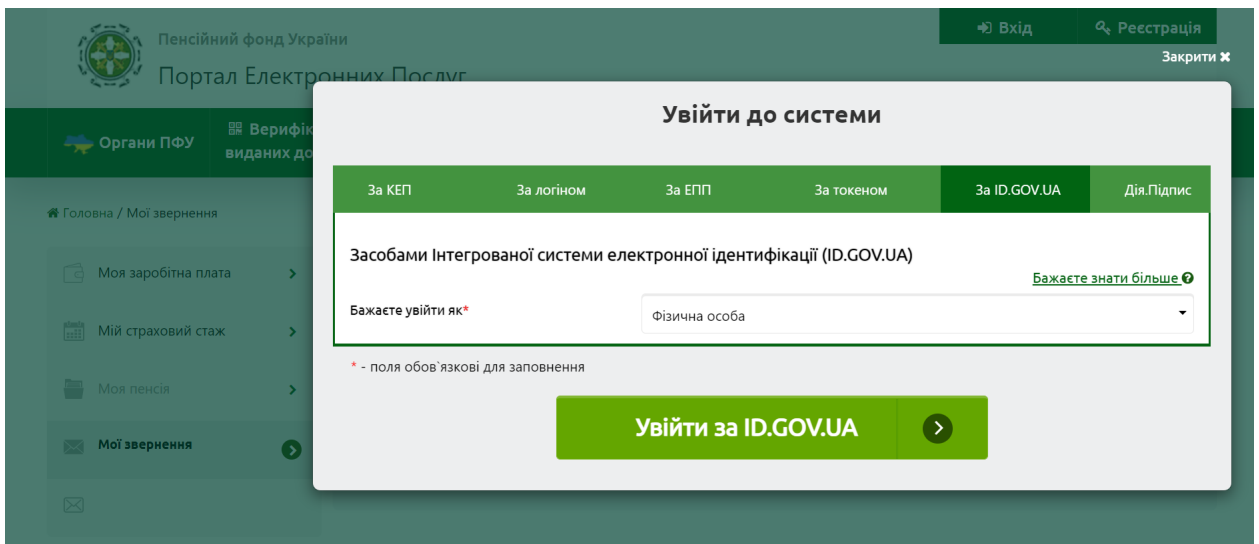 Пенсійний фонд України
Портал Електронних Послуг
Вхід
Реєстрація
Закрити ✖
Органи ПФУ
Верифік
виданих до
Головна / Мої звернення
Моя заробітна плата
Мій страховий стаж
Моя пенсія
Мої звернення
Увійти до системи
За КЕП
За логіном
За ЕПП
За токеном
За ID.GOV.UA
Дія.Підпис
Засобами Інтегрованої системи електронної ідентифікації (ID.GOV.UA)
Бажаєте знати більше
Бажаєте увійти як*
Фізична особа
* - поля обов`язкові для заповнення
Увійти за ID.GOV.UA